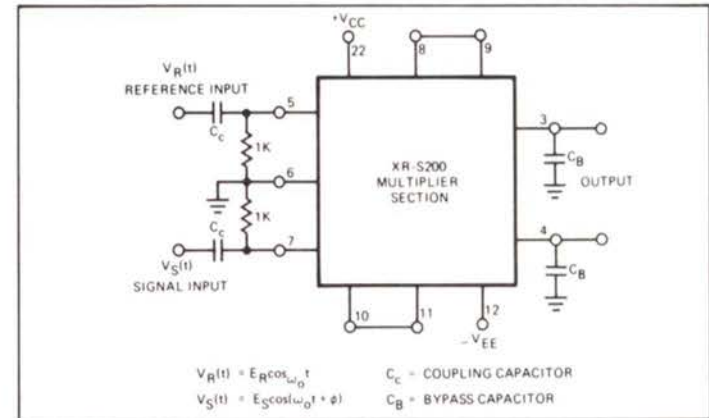 +VCC
22
8
9
VR(t)
REFERENCE INPUT
5
Cc
1K
XR-S200
MULTIPLIER
SECTION
3
CB
OUTPUT
6
1K
Cc
7
4
CB
VS(t)
SIGNAL INPUT
10
11
12
-VEE
VR(t) = ERcosω0t
Cc = COUPLING CAPACITOR
VS(t) = EScos(ω0t + φ)
CB = BYPASS CAPACITOR